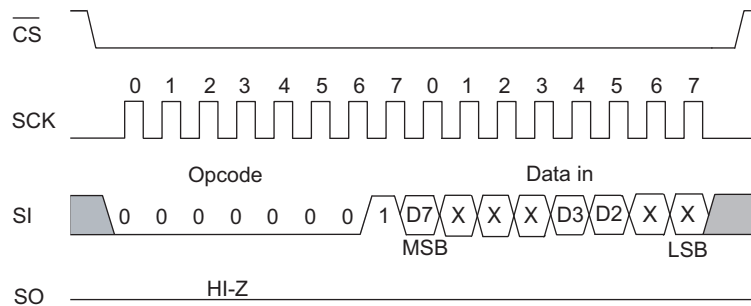 CS
0 1 2 3 4 5 6 7 0 1 2 3 4 5 6 7
SCK
Opcode Data in
SI 0 0 0 0 0 0 0 1 D7 X X X D3 D2 X X
MSB LSB
HI-Z
SO